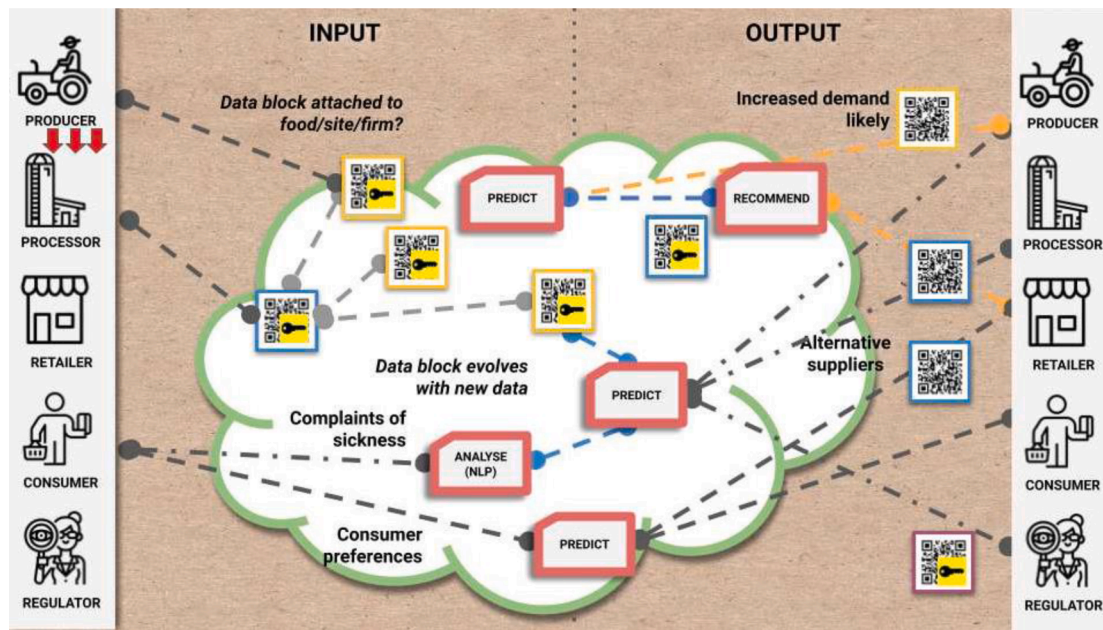 INPUT
OUTPUT
PRODUCER
PROCESSOR
RETAILER
CONSUMER
REGULATOR
Data block attached to
food/site/firm?
PREDICT
RECOMMEND
Increased demand
likely
Data block evolves
with new data
PREDICT
Alternative
suppliers
Complaints of
sickness
ANALYSE
(NLP)
Consumer
preferences
PREDICT
PRODUCER
PROCESSOR
RETAILER
CONSUMER
REGULATOR